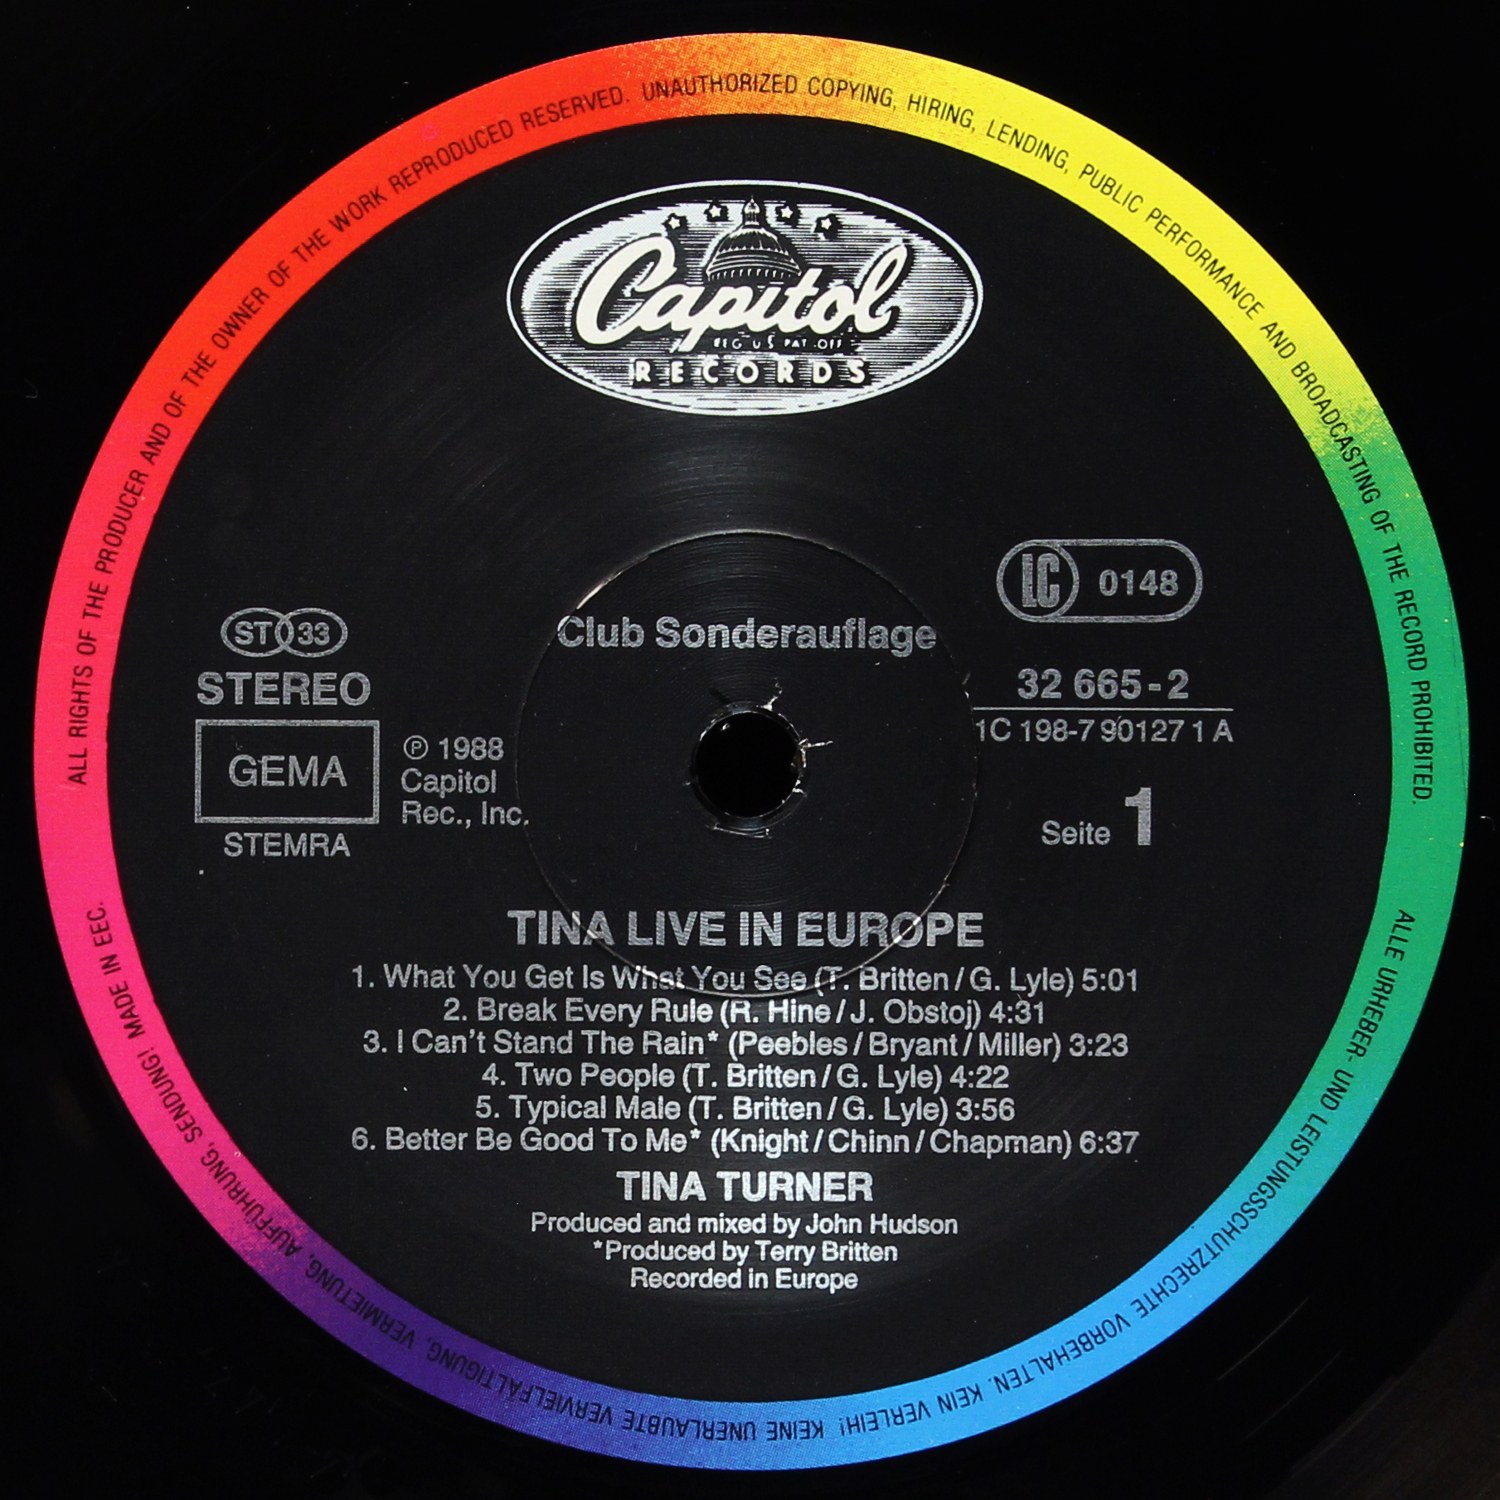 ALL RIGHTS OF THE PRODUCER AND OF THE OWNER OF THE WORK REPRODUCED RESERVED. UNAUTHORIZED COPYING, HIRING, LENDING, PUBLIC PERFORMANCE AND BROADCASTING OF THE RECORD PROHIBITED.
Capitol
REG US PAT OFF
RECORDS
LC 0148
Club Sonderauflage
ST 33
STEREO
32 665-2
1C 198-7 90127 1 A
GEMA
STEMRA
℗ 1988
Capitol
Rec., Inc.
Seite 1
TINA LIVE IN EUROPE
1. What You Get Is What You See (T. Britten / G. Lyle) 5:01
2. Break Every Rule (R. Hine / J. Obstoj) 4:31
3. I Can't Stand The Rain* (Peebles / Bryant / Miller) 3:23
4. Two People (T. Britten / G. Lyle) 4:22
5. Typical Male (T. Britten / G. Lyle) 3:56
6. Better Be Good To Me* (Knight / Chinn / Chapman) 6:37
TINA TURNER
Produced and mixed by John Hudson
*Produced by Terry Britten
Recorded in Europe
ALLE URHEBER- UND LEISTUNGSSCHUTZRECHTE VORBEHALTEN. KEIN VERLEIH! KEINE UNERLAUBTE VERVIELFÄLTIGUNG, VERMIETUNG, AUFFÜHRUNG, SENDUNG! MADE IN EEC.